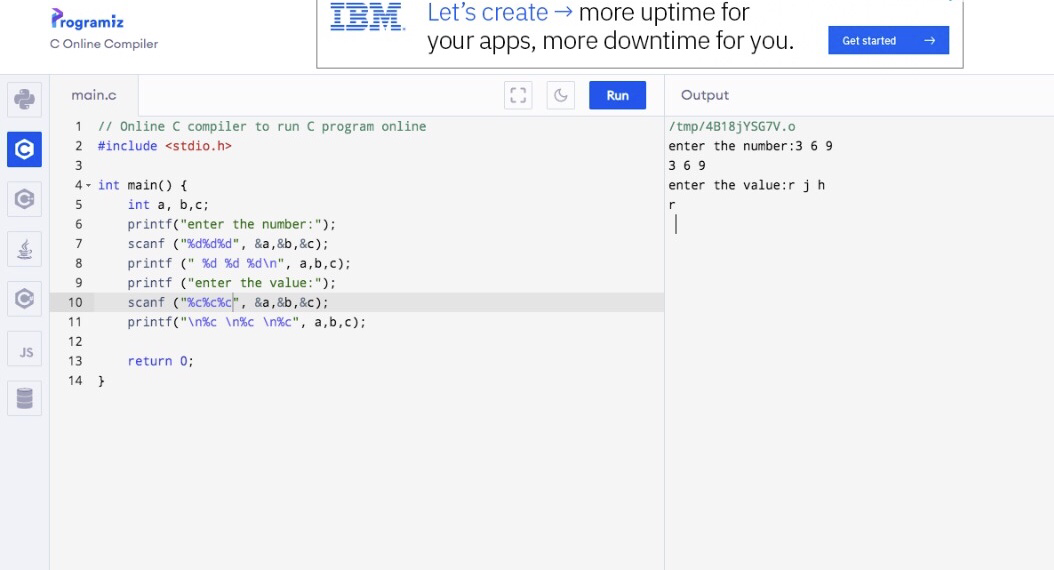 Programiz
C Online Compiler
IBM
Let's create → more uptime for
your apps, more downtime for you.
Get started →
main.c
Run
Output
1 // Online C compiler to run C program online
2 #include <stdio.h>
3
4 int main() {
5 int a, b,c;
6 printf("enter the number:");
7 scanf ("%d%d%d", &a,&b,&c);
8 printf (" %d %d %d\n", a,b,c);
9 printf ("enter the value:");
10 scanf ("%c%c%c", &a,&b,&c);
11 printf("\n%c \n%c \n%c", a,b,c);
12
13 return 0;
14 }
JS
/tmp/4B18jYSG7V.o
enter the number:3 6 9
3 6 9
enter the value:r j h
r